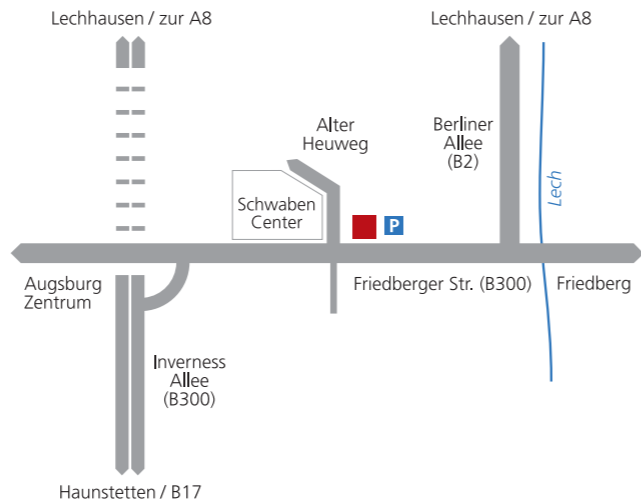 Lechhausen / zur A8
Lechhausen / zur A8
Alter
Heuweg
Berliner
Allee
(B2)
Schwaben
Center
P
Lech
Augsburg
Zentrum
Friedberger Str. (B300)
Friedberg
Inverness
Allee
(B300)
Haunstetten / B17